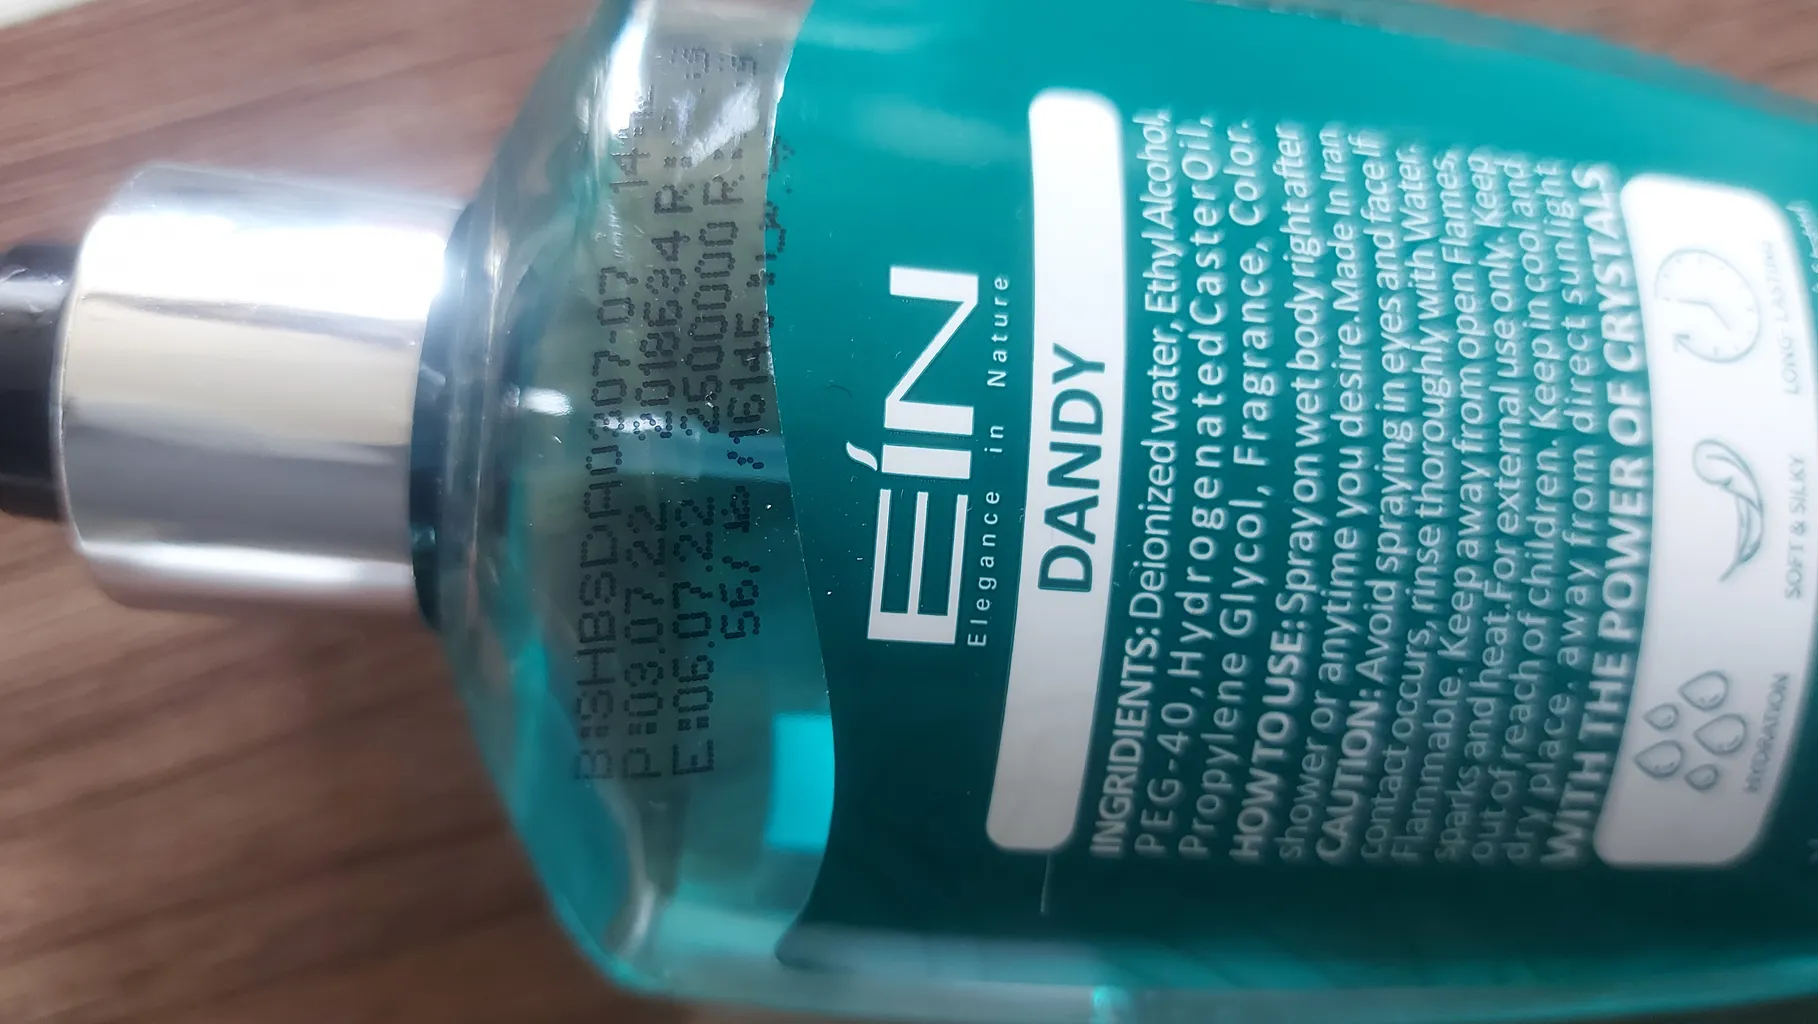 P:03.07.22
E:06.07.22
EÍN
Elegance in Nature
DANDY
INGRIDIENTS: Deionized water, Ethyl Alcohol,
PEG-40, Hydrogenated Caster Oil,
Propylene Glycol, Fragrance, Color.
HOW TO USE: Spray on wet body right after
shower or anytime you desire. Made In Iran
CAUTION: Avoid spraying in eyes and face If
contact occurs, rinse thoroughly with Water.
Flammable. Keep away from open Flames,
sparks and heat. For external use only. Keep
out of reach of children. Keep in cool and
dry place, away from direct sunlight
WITH THE POWER OF CRYSTALS
HYDRATION
SOFT & SILKY
LONG LASTING